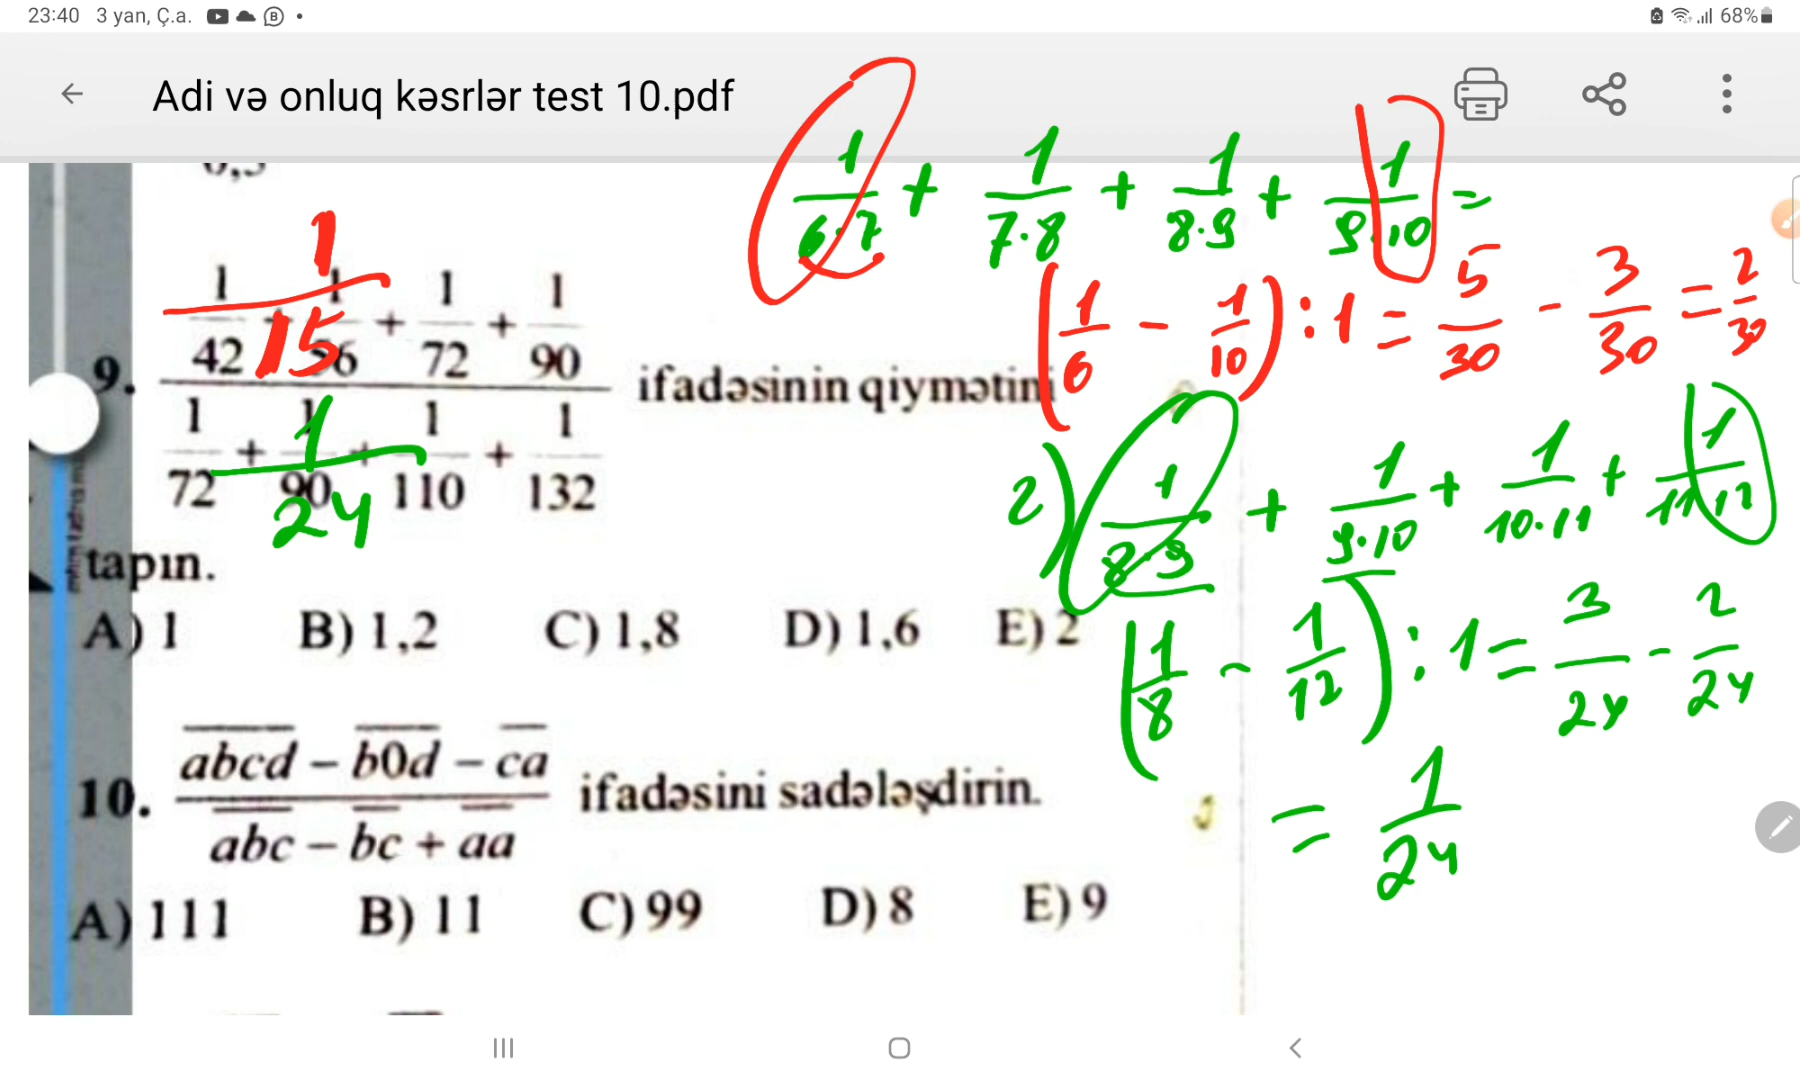 23:40 3 yan, Ç.a. 68%
Adi və onluq kəsrlər test 10.pdf
1/(6·7) + 1/(7·8) + 1/(8·9) + 1/(9·10) =
(1/6 - 1/10) : 1 = 5/30 - 3/30 = 2/30
1/15
1/42 + 1/56 + 1/72 + 1/90
9. ifadəsinin qiymətini
1/72 + 1/90 + 1/110 + 1/132
1/24
tapın.
2) 1/(8·9) + 1/(9·10) + 1/(10·11) + 1/(11·12)
(1/8 - 1/12) : 1 = 3/24 - 2/24
= 1/24
A) 1 B) 1,2 C) 1,8 D) 1,6 E) 2
abcd – b0d – ca
10. ifadəsini sadələşdirin.
abc – bc + aa
A) 111 B) 11 C) 99 D) 8 E) 9